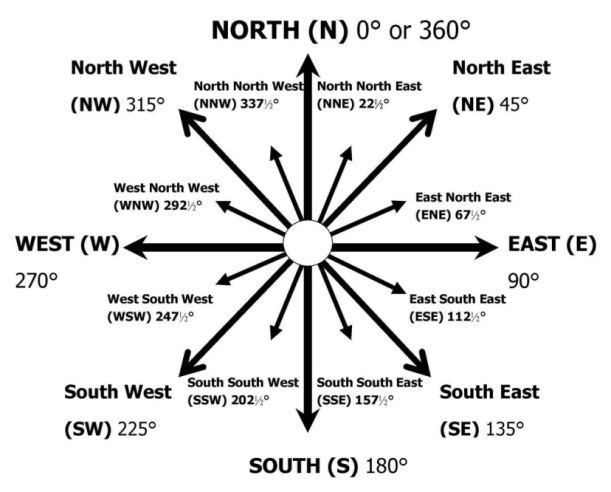 NORTH (N) 0° or 360°
North West
(NW) 315°
North North West
(NNW) 337½°
North North East
(NNE) 22½°
North East
(NE) 45°
West North West
(WNW) 292½°
East North East
(ENE) 67½°
WEST (W)
270°
EAST (E)
90°
West South West
(WSW) 247½°
East South East
(ESE) 112½°
South West
(SW) 225°
South South West
(SSW) 202½°
South South East
(SSE) 157½°
South East
(SE) 135°
SOUTH (S) 180°